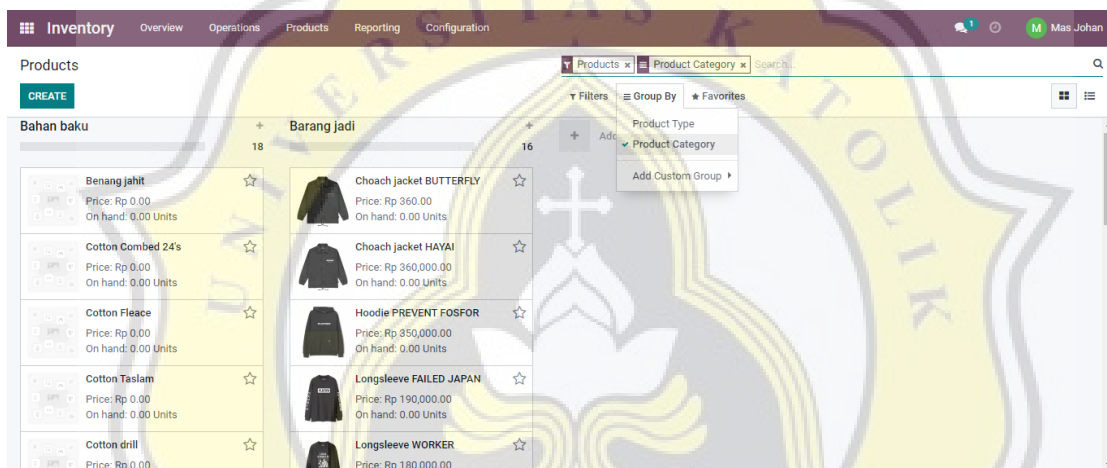 Inventory Overview Operations Products Reporting Configuration 1 M Mas Johan
Products
Products × Product Category × Search...
CREATE
Filters Group By Favorites
Product Type
Product Category
Add Custom Group
Bahan baku +
18
Benang jahit
Price: Rp 0.00
On hand: 0.00 Units
Cotton Combed 24's
Price: Rp 0.00
On hand: 0.00 Units
Cotton Fleace
Price: Rp 0.00
On hand: 0.00 Units
Cotton Taslam
Price: Rp 0.00
On hand: 0.00 Units
Cotton drill
Price: Rp 0.00
Barang jadi +
16
Choach jacket BUTTERFLY
Price: Rp 360.00
On hand: 0.00 Units
Choach jacket HAYAI
Price: Rp 360,000.00
On hand: 0.00 Units
Hoodie PREVENT FOSFOR
Price: Rp 350,000.00
On hand: 0.00 Units
Longsleeve FAILED JAPAN
Price: Rp 190,000.00
On hand: 0.00 Units
Longsleeve WORKER
Price: Rp 180,000.00
+ Add
UNIVERSITAS KATOLIK